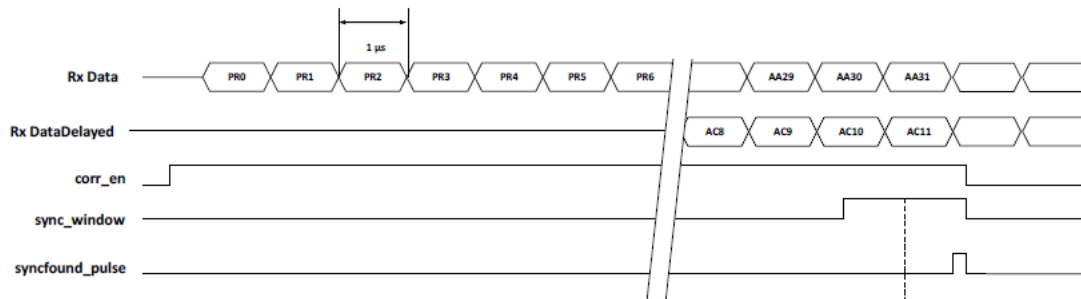 1 µs
Rx Data PR0 PR1 PR2 PR3 PR4 PR5 PR6 AA29 AA30 AA31
Rx DataDelayed AC8 AC9 AC10 AC11
corr_en
sync_window
syncfound_pulse